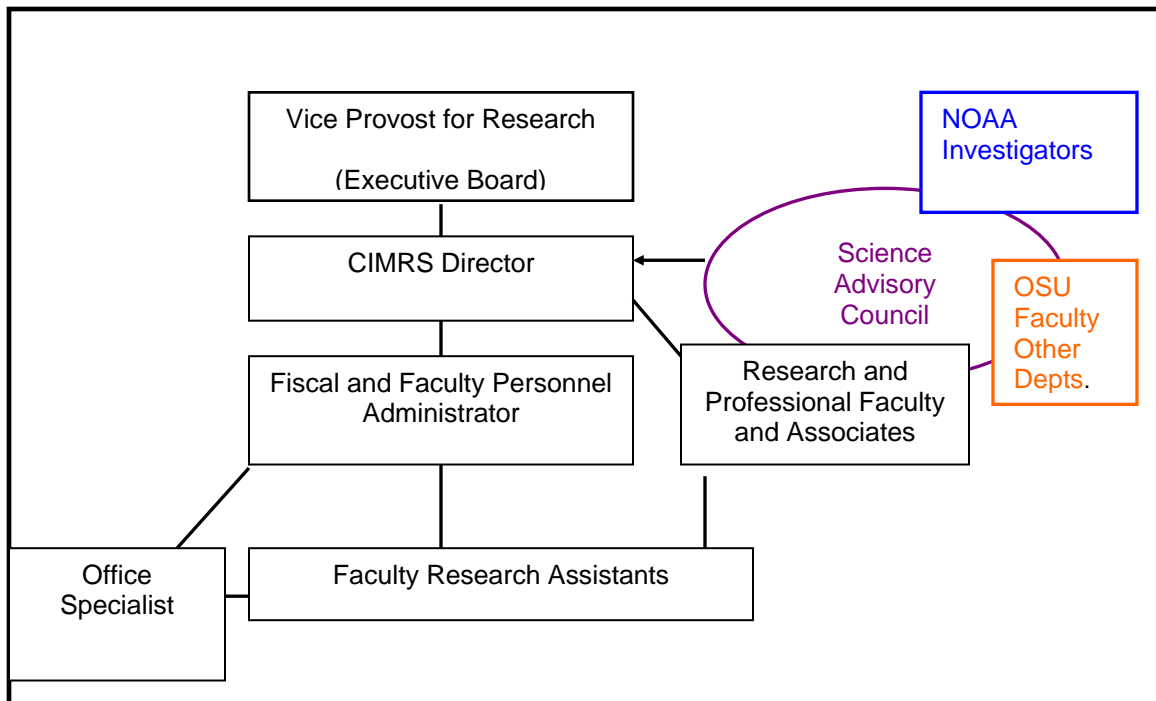 Vice Provost for Research
(Executive Board)
NOAA
Investigators
CIMRS Director
Science
Advisory
Council
OSU
Faculty
Other
Depts.
Fiscal and Faculty Personnel
Administrator
Research and
Professional Faculty
and Associates
Office
Specialist
Faculty Research Assistants